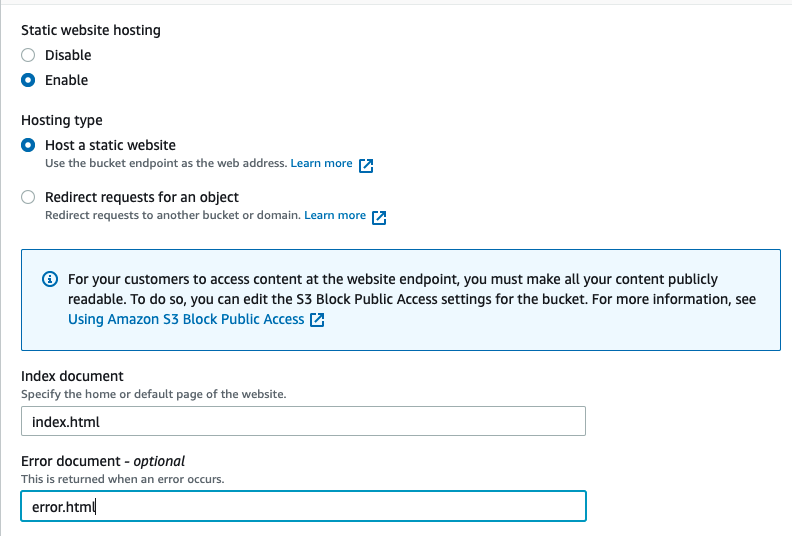 Static website hosting
Disable
Enable
Hosting type
Host a static website
Use the bucket endpoint as the web address. Learn more
Redirect requests for an object
Redirect requests to another bucket or domain. Learn more
For your customers to access content at the website endpoint, you must make all your content publicly
readable. To do so, you can edit the S3 Block Public Access settings for the bucket. For more information, see
Using Amazon S3 Block Public Access
Index document
Specify the home or default page of the website.
index.html
Error document - optional
This is returned when an error occurs.
error.html